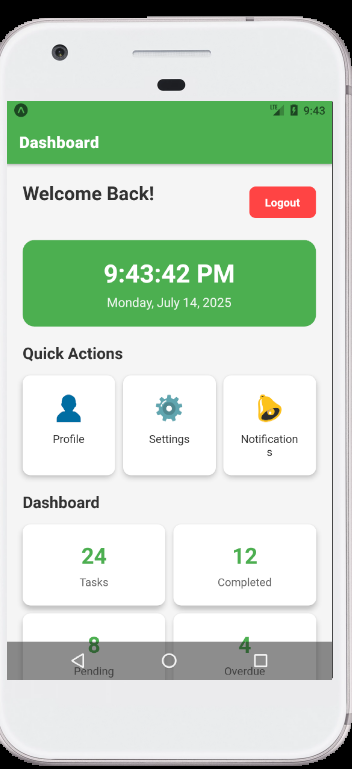 LTE 9:43
Dashboard
Welcome Back!
Logout
9:43:42 PM
Monday, July 14, 2025
Quick Actions
Profile
Settings
Notification
s
Dashboard
24
12
Tasks
Completed
8
4
Pending
Overdue